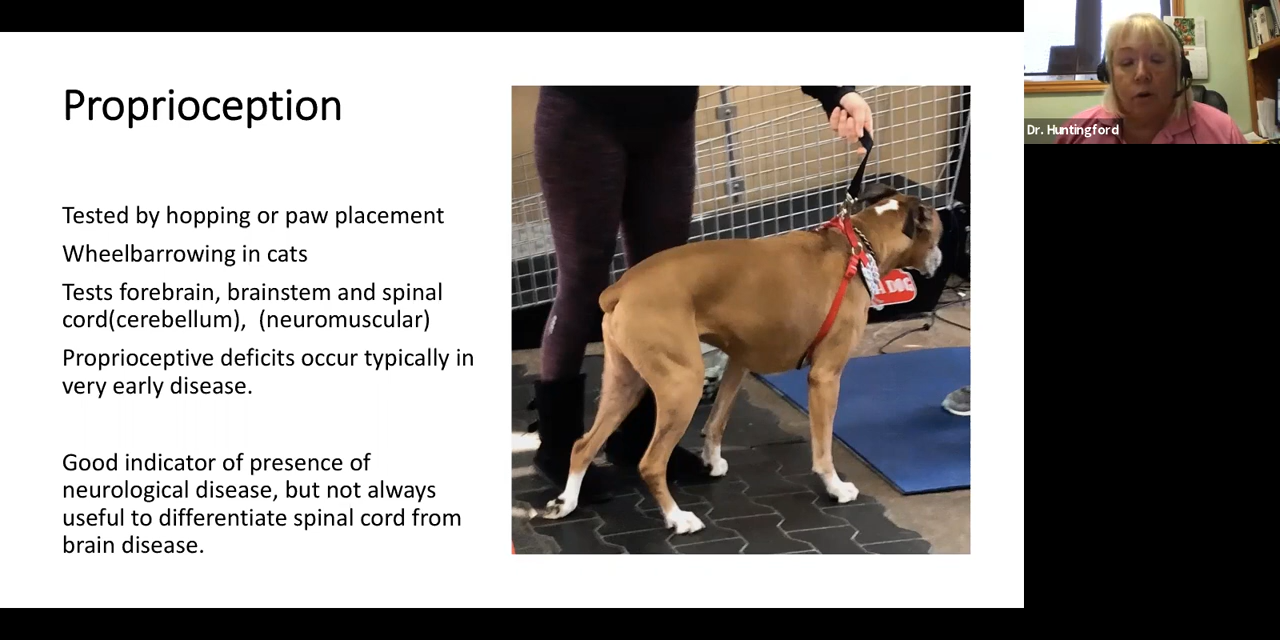 Proprioception
Tested by hopping or paw placement
Wheelbarrowing in cats
Tests forebrain, brainstem and spinal
cord(cerebellum),  (neuromuscular)
Proprioceptive deficits occur typically in
very early disease.
Good indicator of presence of
neurological disease, but not always
useful to differentiate spinal cord from
brain disease.
DOG
Dr. Huntingford